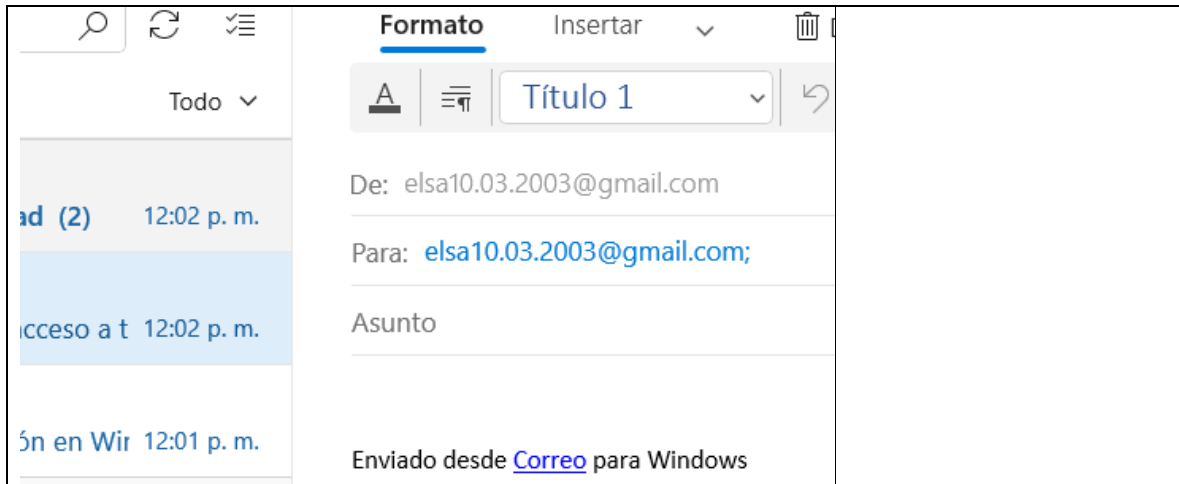 Formato Insertar
Todo
A Título 1
De: elsa10.03.2003@gmail.com
ad (2) 12:02 p. m.
Para: elsa10.03.2003@gmail.com;
Asunto
acceso a t 12:02 p. m.
ón en Wir 12:01 p. m.
Enviado desde Correo para Windows